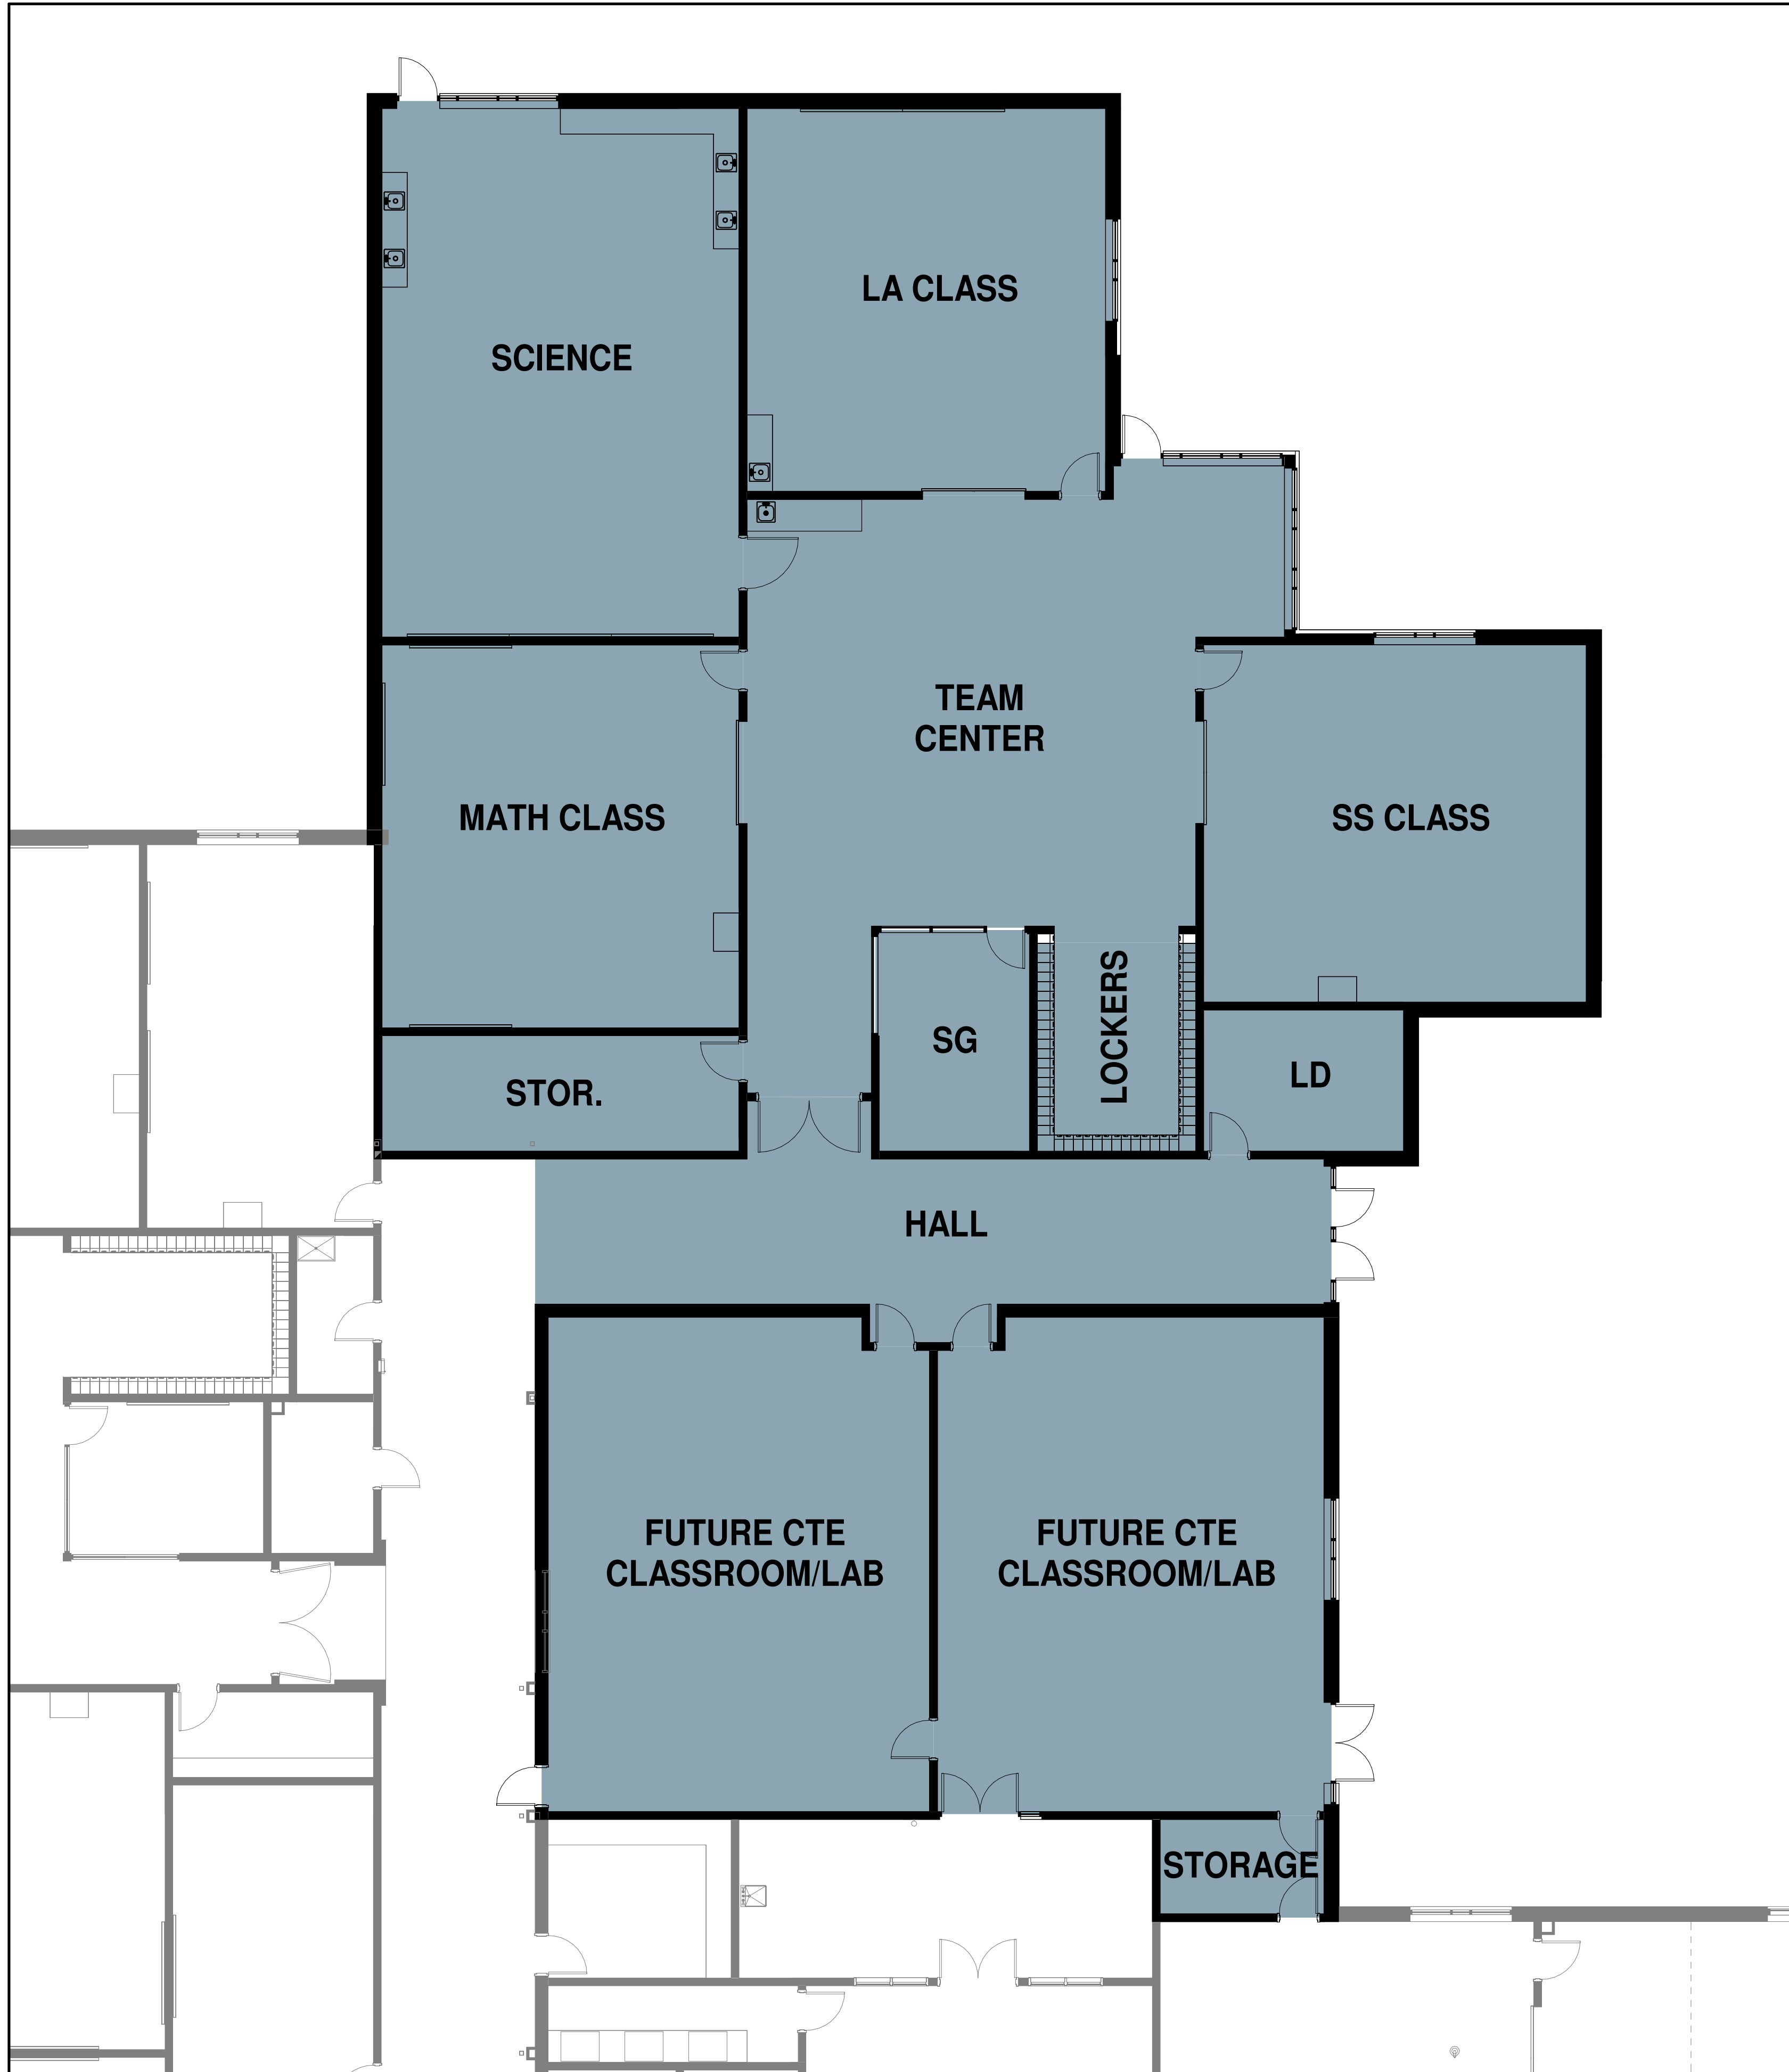 LA CLASS
SCIENCE
TEAM
CENTER
MATH CLASS
SS CLASS
LOCKERS
SG
LD
STOR.
HALL
FUTURE CTE
CLASSROOM/LAB
FUTURE CTE
CLASSROOM/LAB
STORAGE